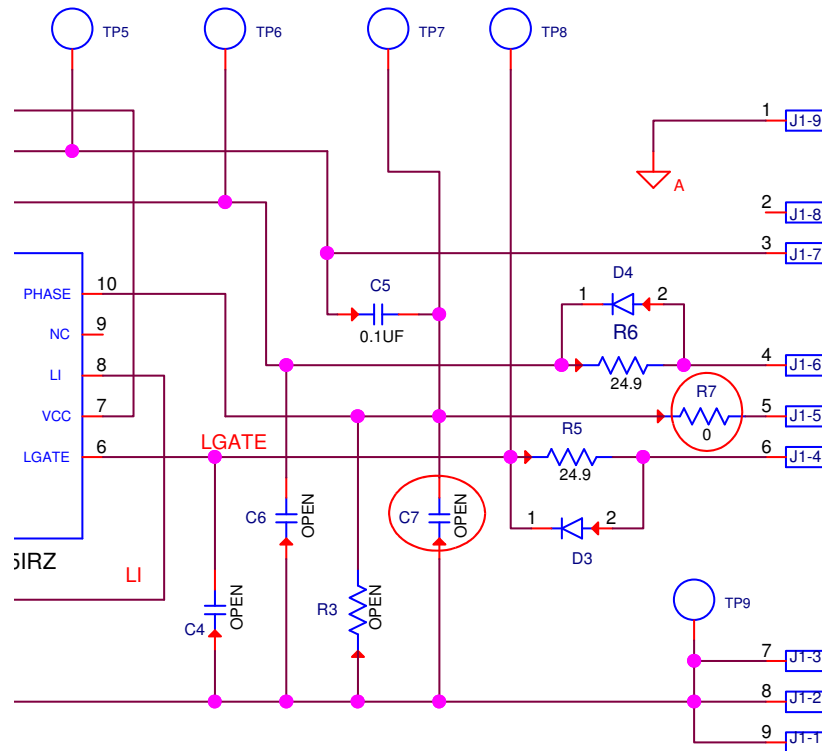 TP5
TP6
TP7
TP8
1
J1-9
A
2
J1-8
3
J1-7
PHASE
10
NC
9
LI
8
VCC
7
LGATE
6
5IRZ
LI
C5
0.1UF
D4
1
2
R6
24.9
4
J1-6
R7
0
5
J1-5
LGATE
R5
24.9
6
J1-4
C6
OPEN
C7
OPEN
1
2
D3
C4
OPEN
R3
OPEN
TP9
7
J1-3
8
J1-2
9
J1-1